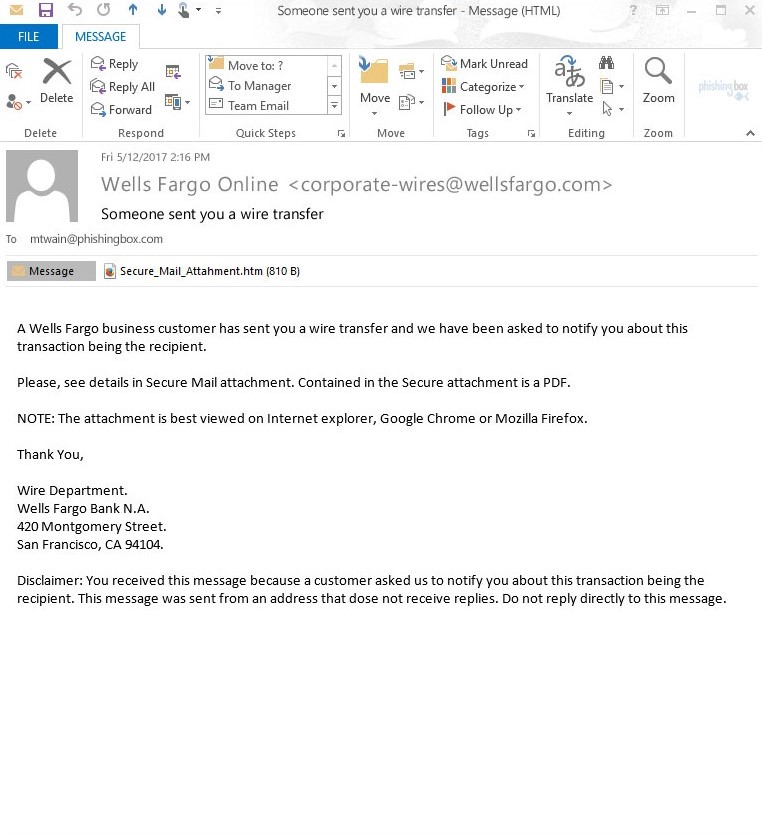 Someone sent you a wire transfer - Message (HTML)
?
FILE
MESSAGE
Delete
Delete
Reply
Reply All
Forward
Respond
Move to: ?
To Manager
Team Email
Quick Steps
Move
Move
Mark Unread
Categorize
Follow Up
Tags
Translate
Editing
Zoom
Zoom
phishingbox
Fri 5/12/2017 2:16 PM
Wells Fargo Online <corporate-wires@wellsfargo.com>
Someone sent you a wire transfer
To mtwain@phishingbox.com
Message
Secure_Mail_Attahment.htm (810 B)
A Wells Fargo business customer has sent you a wire transfer and we have been asked to notify you about this
transaction being the recipient.
Please, see details in Secure Mail attachment. Contained in the Secure attachment is a PDF.
NOTE: The attachment is best viewed on Internet explorer, Google Chrome or Mozilla Firefox.
Thank You,
Wire Department.
Wells Fargo Bank N.A.
420 Montgomery Street.
San Francisco, CA 94104.
Disclaimer: You received this message because a customer asked us to notify you about this transaction being the
recipient. This message was sent from an address that dose not receive replies. Do not reply directly to this message.